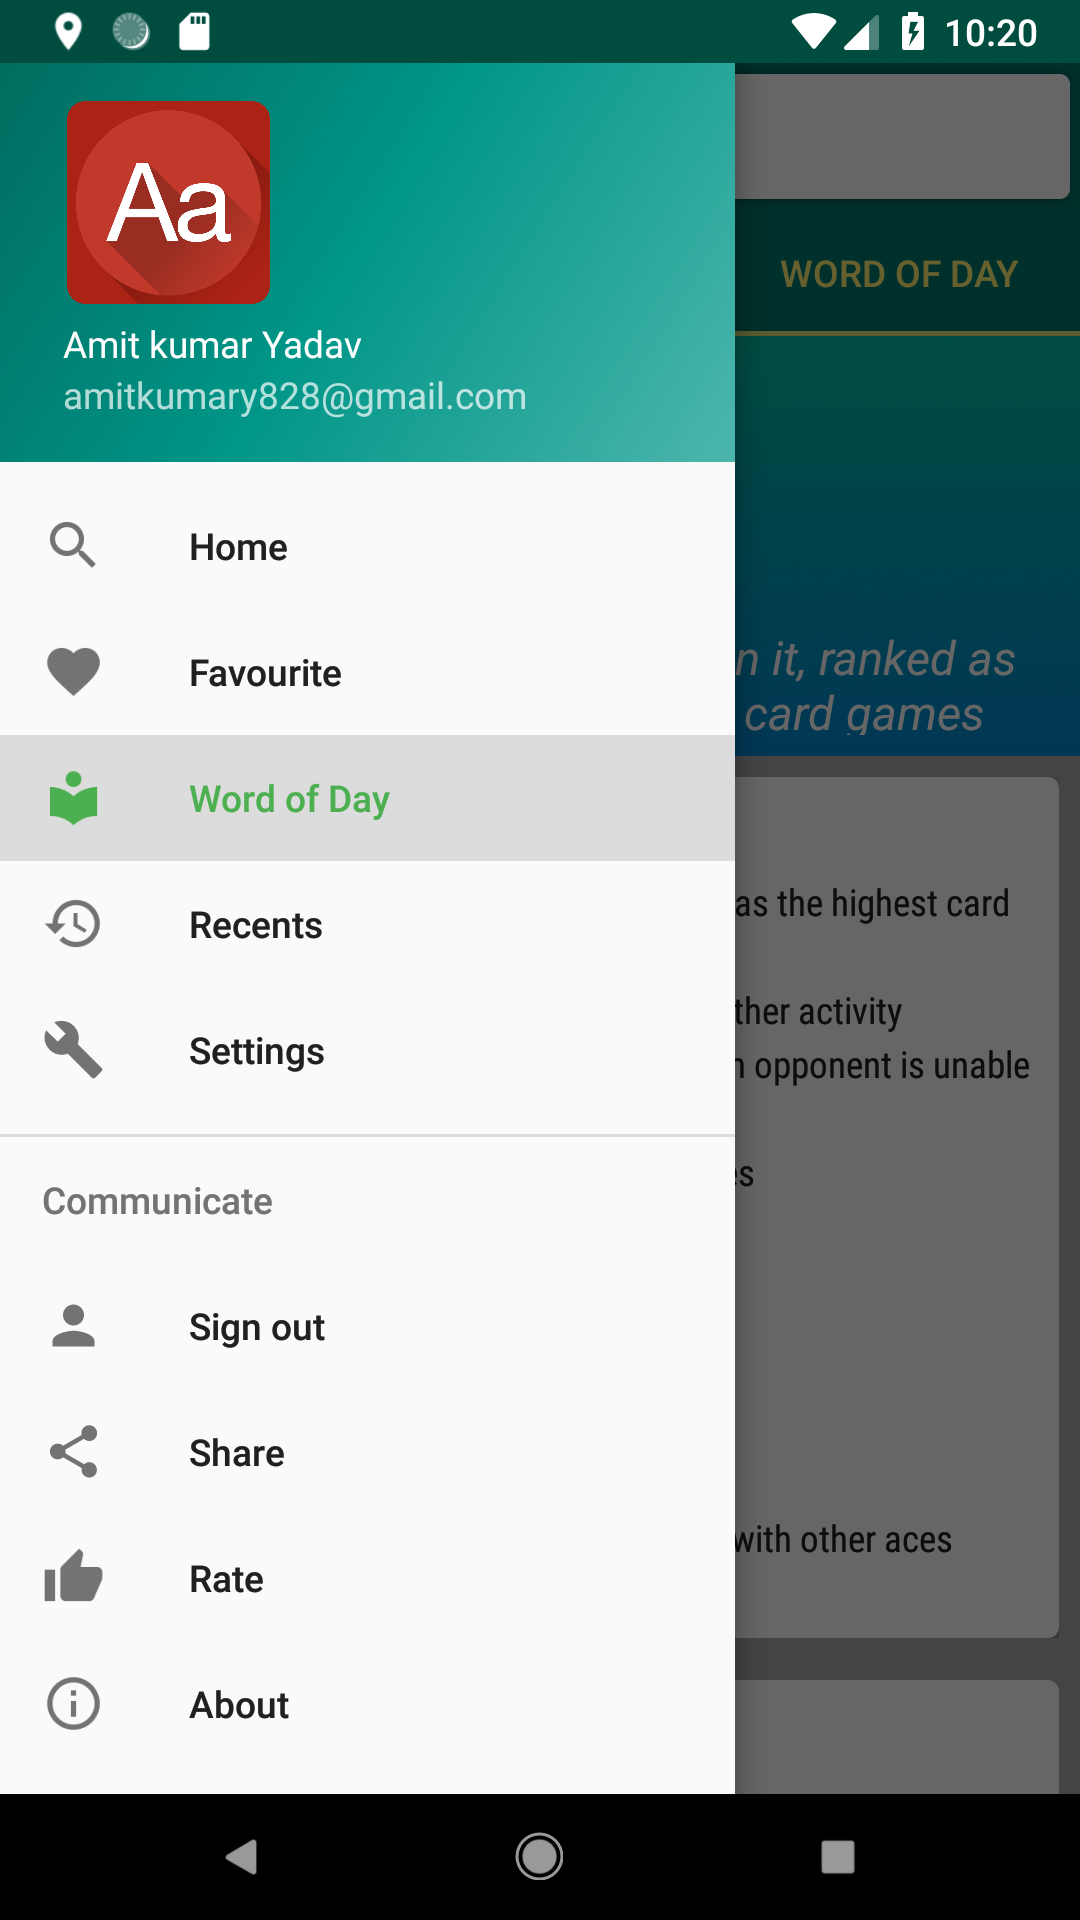 10:20
Aa
WORD OF DAY
Amit kumar Yadav
amitkumary828@gmail.com
Home
Favourite
n it, ranked as
card games
Word of Day
Recents
as the highest card
Settings
ther activity
opponent is unable
es
Communicate
Sign out
Share
with other aces
Rate
About